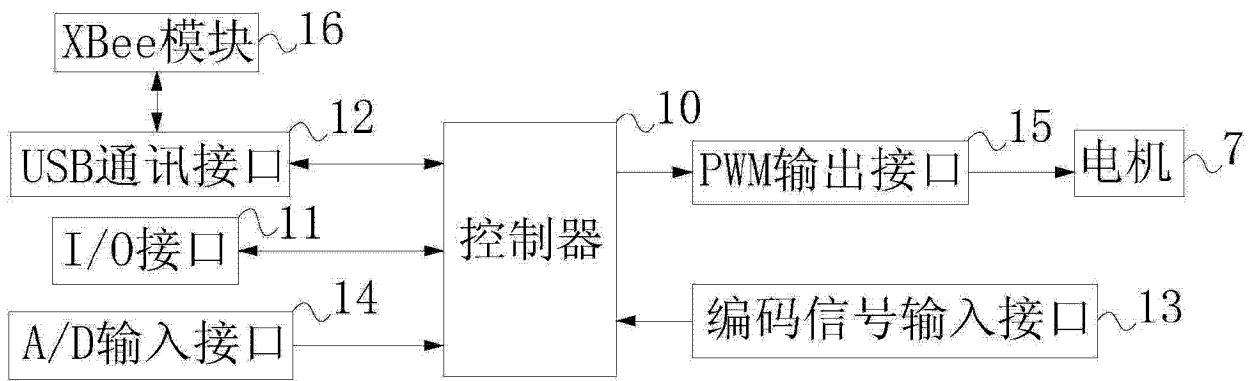 XBee模块
16
USB通讯接口
12
I/O接口
11
A/D输入接口
14
控制器
10
PWM输出接口
15
电机
7
编码信号输入接口
13